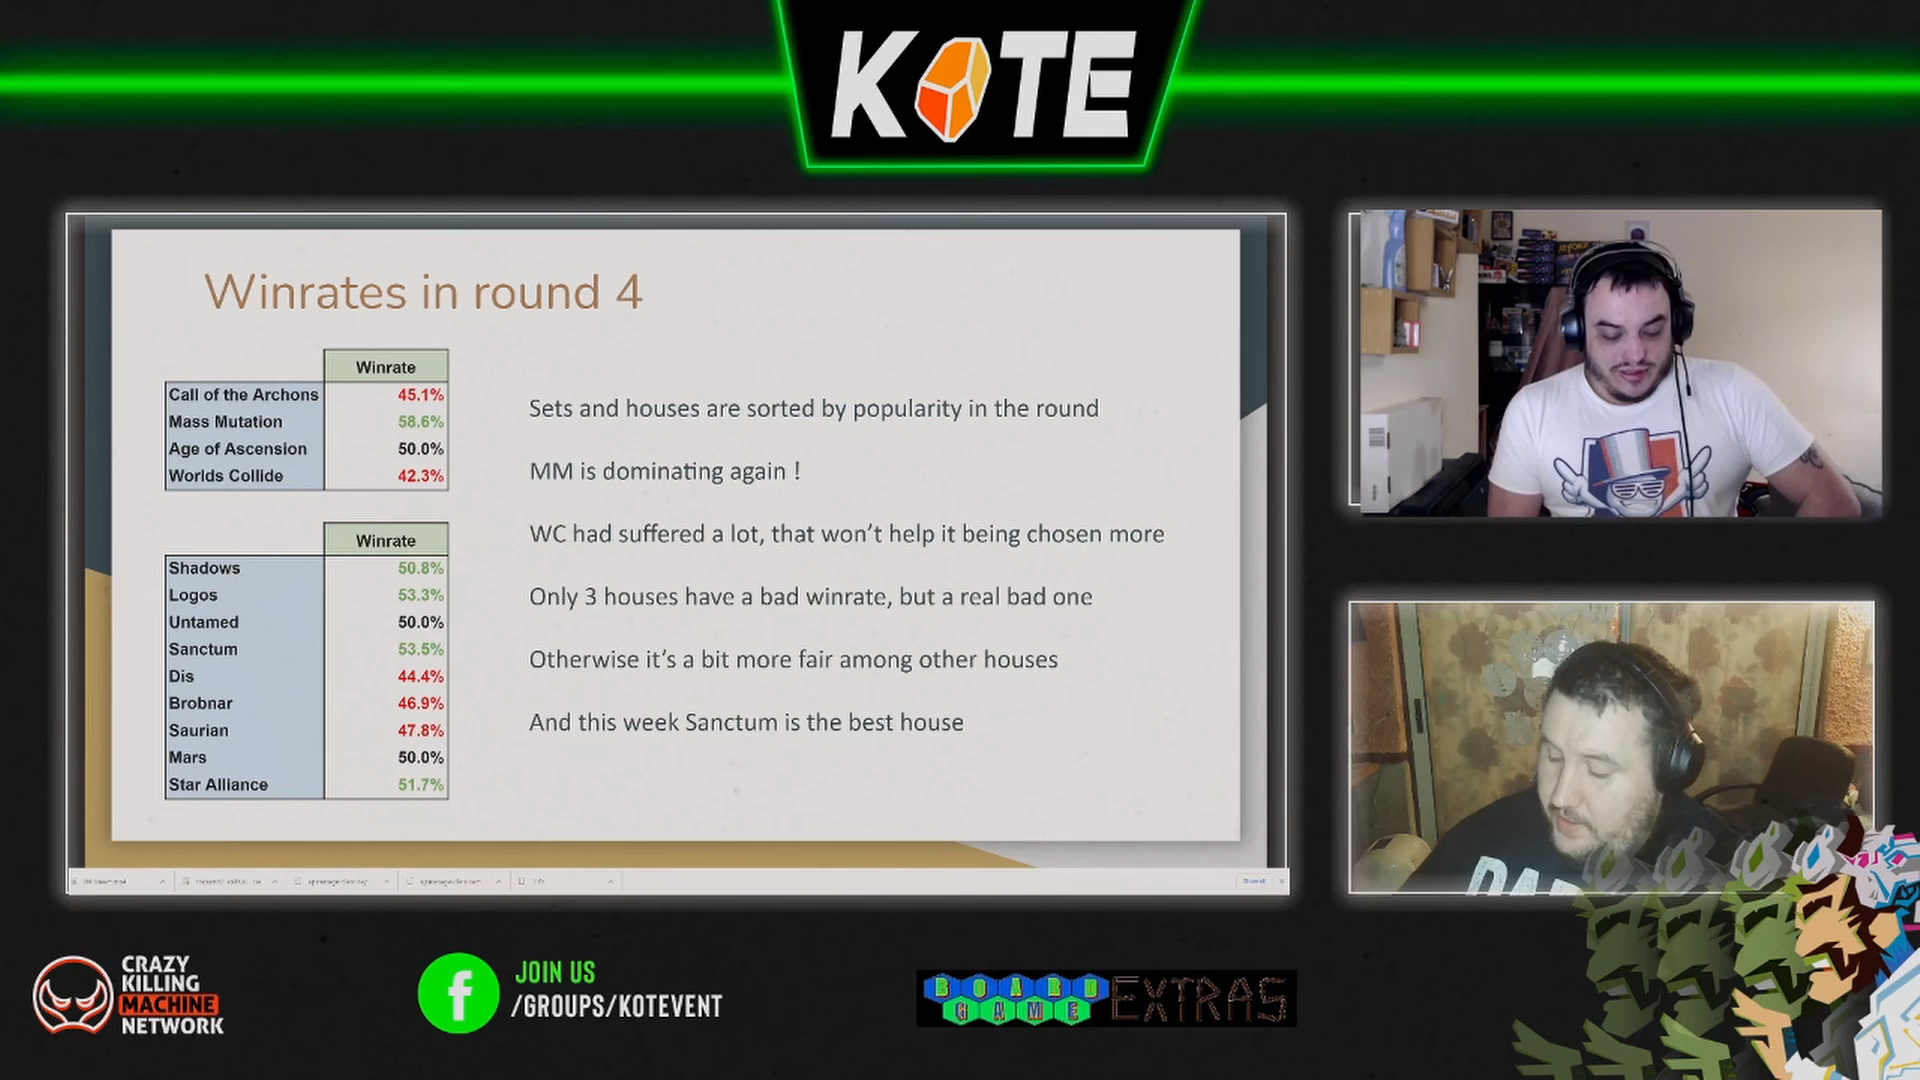 KOTE
Winrates in round 4
Winrate
Call of the Archons 45.1%
Mass Mutation 58.6%
Age of Ascension 50.0%
Worlds Collide 42.3%
Winrate
Shadows 50.8%
Logos 53.3%
Untamed 50.0%
Sanctum 53.5%
Dis 44.4%
Brobnar 46.9%
Saurian 47.8%
Mars 50.0%
Star Alliance 51.7%
Sets and houses are sorted by popularity in the round
MM is dominating again !
WC had suffered a lot, that won't help it being chosen more
Only 3 houses have a bad winrate, but a real bad one
Otherwise it's a bit more fair among other houses
And this week Sanctum is the best house
CRAZY
KILLING
MACHINE
NETWORK
f
JOIN US
/GROUPS/KOTEVENT
BOARD
GAME
EXTRAS